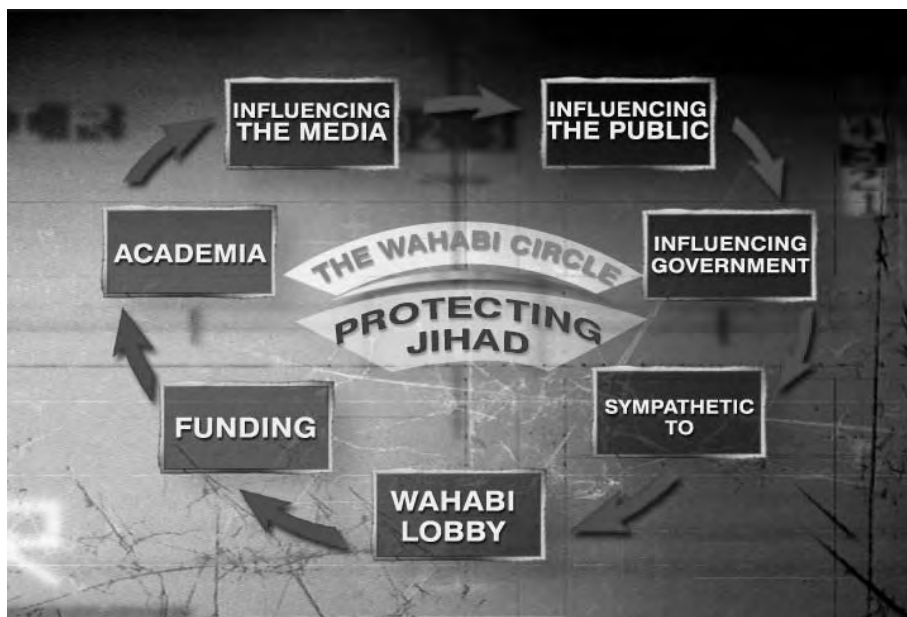 INFLUENCING
THE MEDIA
INFLUENCING
THE PUBLIC
ACADEMIA
THE WAHABI CIRCLE
INFLUENCING
GOVERNMENT
PROTECTING
JIHAD
FUNDING
SYMPATHETIC
TO
WAHABI
LOBBY